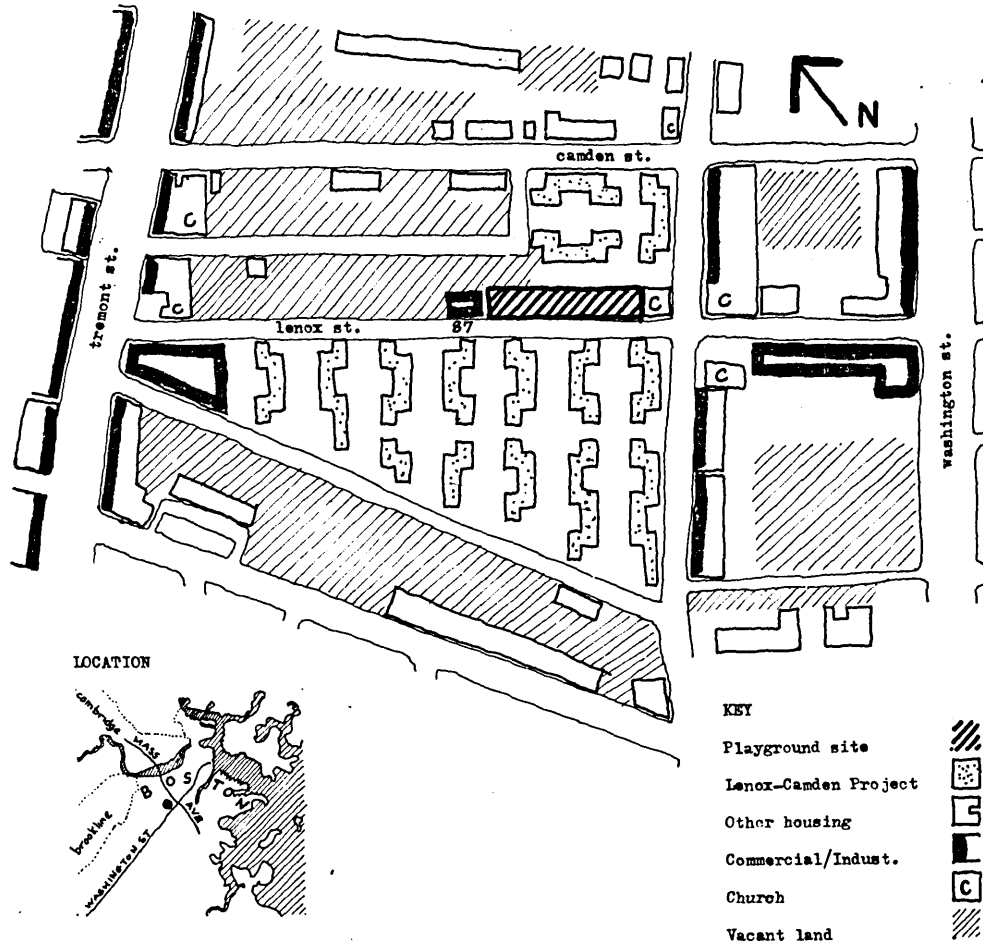 N
C
camden st.
C
tremont st.
C
C
C
lenox st.
87
C
washington st.
LOCATION
cambridge
MASS
AVE
BOSTON
brookline
WASHINGTON ST
KEY
Playground site
Lenox-Camden Project
Other housing
Commercial/Indust.
Church
C
Vacant land